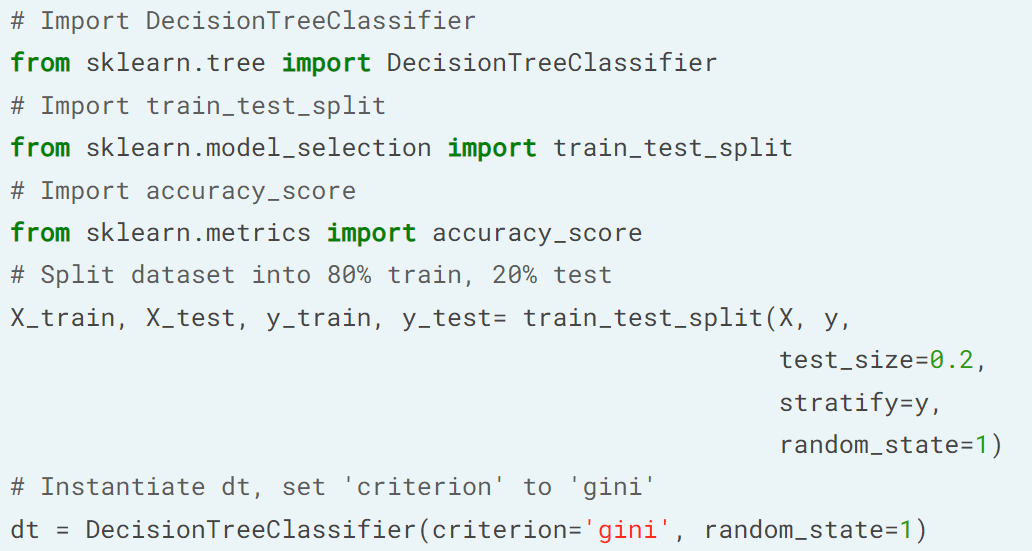 # Import DecisionTreeClassifier
from sklearn.tree import DecisionTreeClassifier
# Import train_test_split
from sklearn.model_selection import train_test_split
# Import accuracy_score
from sklearn.metrics import accuracy_score
# Split dataset into 80% train, 20% test
X_train, X_test, y_train, y_test= train_test_split(X, y,
                                                   test_size=0.2,
                                                   stratify=y,
                                                   random_state=1)
# Instantiate dt, set 'criterion' to 'gini'
dt = DecisionTreeClassifier(criterion='gini', random_state=1)